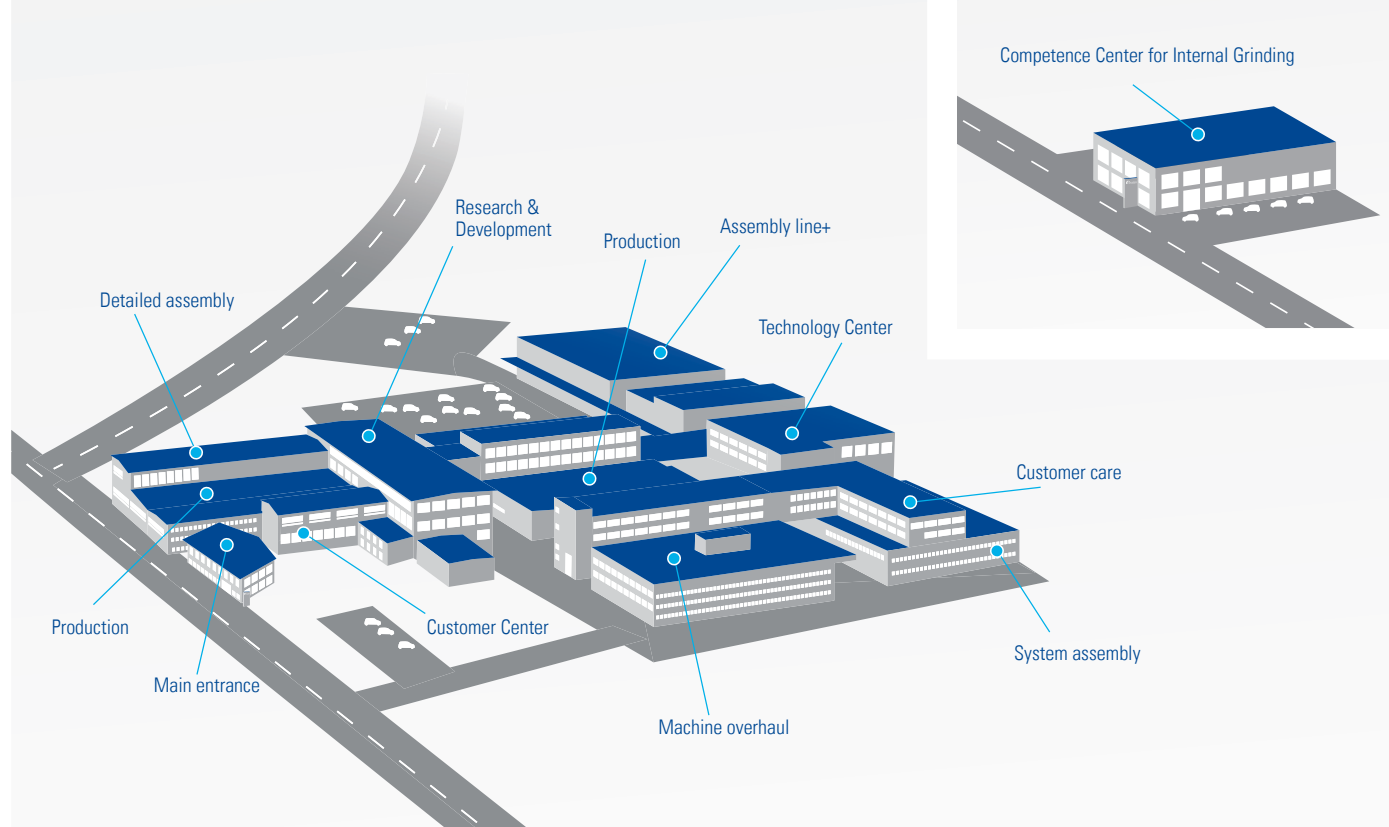 Competence Center for Internal Grinding
Research &
Development
Assembly line+
Production
Detailed assembly
Technology Center
Customer care
Production
Customer Center
System assembly
Main entrance
Machine overhaul